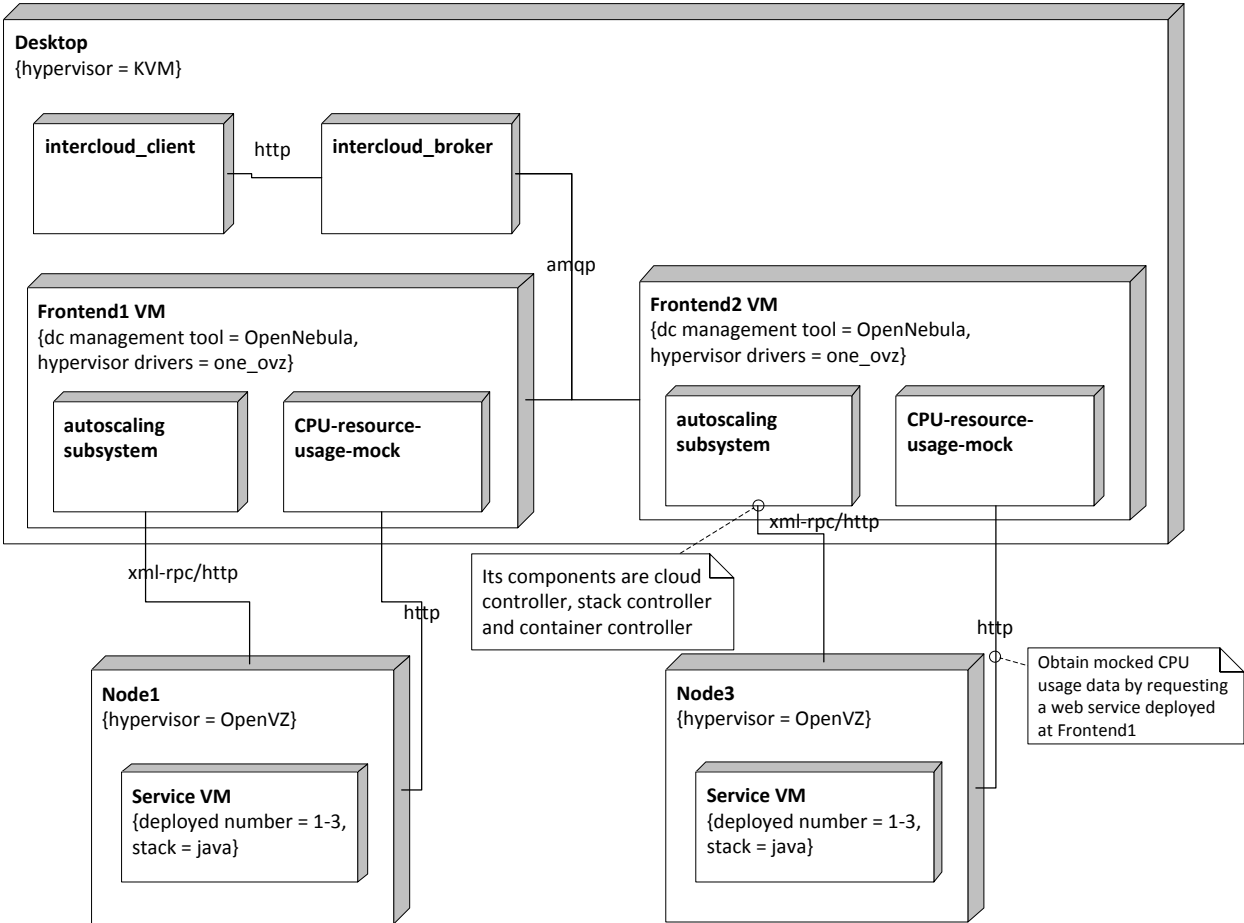 Desktop
{hypervisor = KVM}
intercloud_client
http
intercloud_broker
amqp
Frontend1 VM
{dc management tool = OpenNebula,
hypervisor drivers = one_ovz}
autoscaling
subsystem
CPU-resource-
usage-mock
Frontend2 VM
{dc management tool = OpenNebula,
hypervisor drivers = one_ovz}
autoscaling
subsystem
CPU-resource-
usage-mock
xml-rpc/http
http
xml-rpc/http
Its components are cloud
controller, stack controller
and container controller
http
Obtain mocked CPU
usage data by requesting
a web service deployed
at Frontend1
Node1
{hypervisor = OpenVZ}
Service VM
{deployed number = 1-3,
stack = java}
Node3
{hypervisor = OpenVZ}
Service VM
{deployed number = 1-3,
stack = java}